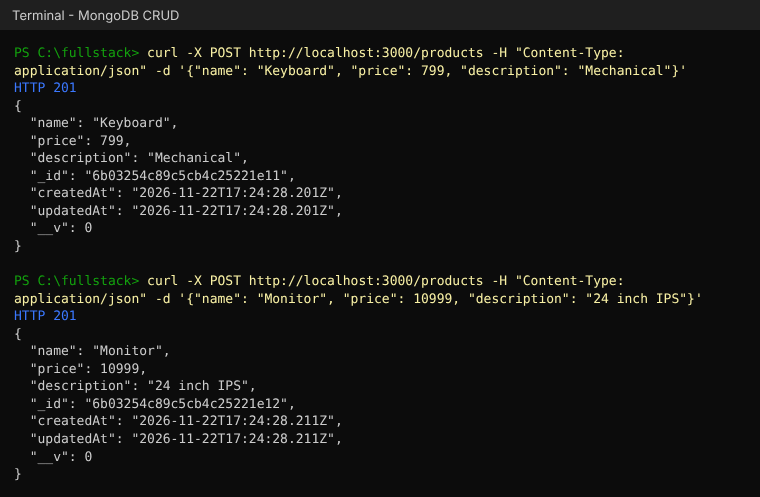 Terminal - MongoDB CRUD
PS C:\fullstack> curl -X POST http://localhost:3000/products -H "Content-Type:
application/json" -d '{"name": "Keyboard", "price": 799, "description": "Mechanical"}'
HTTP 201
{
  "name": "Keyboard",
  "price": 799,
  "description": "Mechanical",
  "_id": "6b03254c89c5cb4c25221e11",
  "createdAt": "2026-11-22T17:24:28.201Z",
  "updatedAt": "2026-11-22T17:24:28.201Z",
  "__v": 0
}
PS C:\fullstack> curl -X POST http://localhost:3000/products -H "Content-Type:
application/json" -d '{"name": "Monitor", "price": 10999, "description": "24 inch IPS"}'
HTTP 201
{
  "name": "Monitor",
  "price": 10999,
  "description": "24 inch IPS",
  "_id": "6b03254c89c5cb4c25221e12",
  "createdAt": "2026-11-22T17:24:28.211Z",
  "updatedAt": "2026-11-22T17:24:28.211Z",
  "__v": 0
}